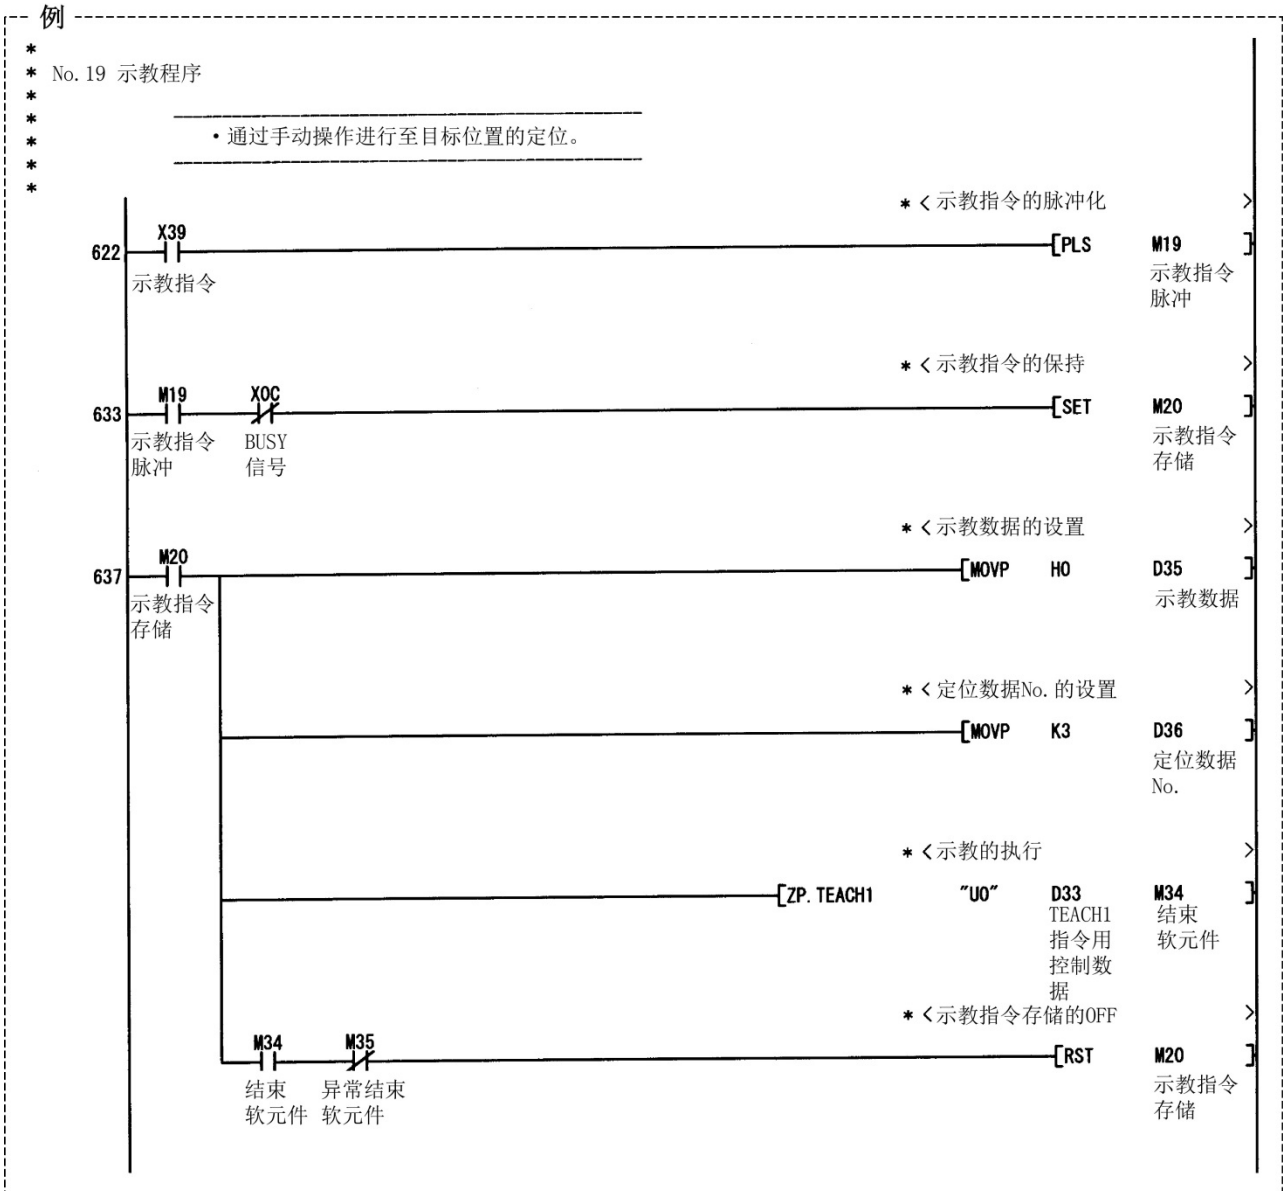 例
*
* No.19 示教程序
*
*
* •通过手动操作进行至目标位置的定位。
*
*
* <示教指令的脉冲化 >
622 X39 [PLS M19 ]
示教指令 示教指令
脉冲
* <示教指令的保持 >
633 M19 X0C [SET M20 ]
示教指令 BUSY 示教指令
脉冲 信号 存储
* <示教数据的设置 >
637 M20 [MOVP H0 D35 ]
示教指令 示教数据
存储
* <定位数据No.的设置 >
[MOVP K3 D36 ]
定位数据
No.
* <示教的执行 >
[ZP.TEACH1 "U0" D33 M34 ]
TEACH1 结束
指令用 软元件
控制数
据
* <示教指令存储的OFF >
M34 M35 [RST M20 ]
结束 异常结束 示教指令
软元件 软元件 存储